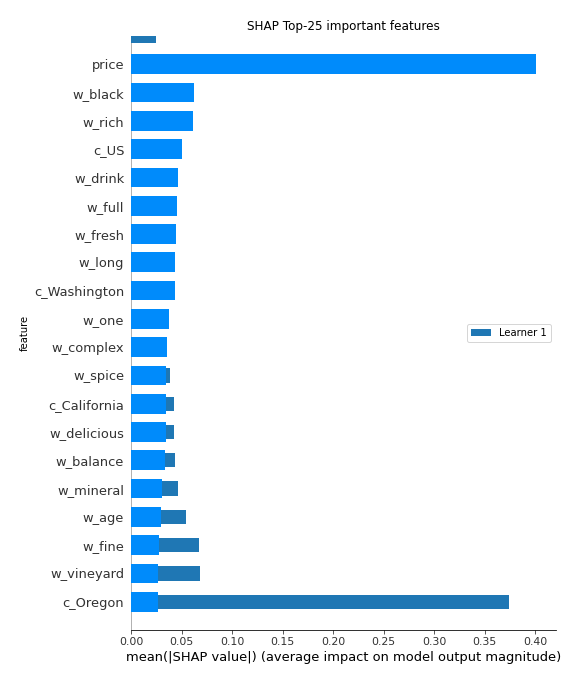 SHAP Top-25 important features
price
w_black
w_rich
c_US
w_drink
w_full
w_fresh
w_long
c_Washington
w_one
w_complex
w_spice
c_California
w_delicious
w_balance
w_mineral
w_age
w_fine
w_vineyard
c_Oregon
feature
Learner 1
0.00 0.05 0.10 0.15 0.20 0.25 0.30 0.35 0.40
mean(|SHAP value|) (average impact on model output magnitude)